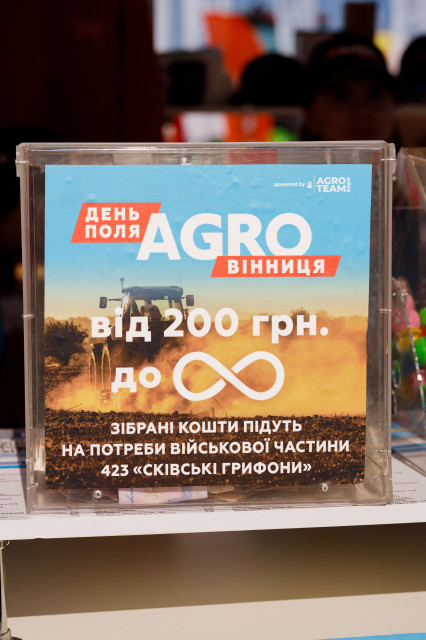 powered by AGRO
TEAM
ДЕНЬ
ПОЛЯ
AGRO
ВІННИЦЯ
від 200 грн.
до ∞
ЗІБРАНІ КОШТИ ПІДУТЬ
НА ПОТРЕБИ ВІЙСЬКОВОЇ ЧАСТИНИ
423 «СКІВСЬКІ ГРИФОНИ»